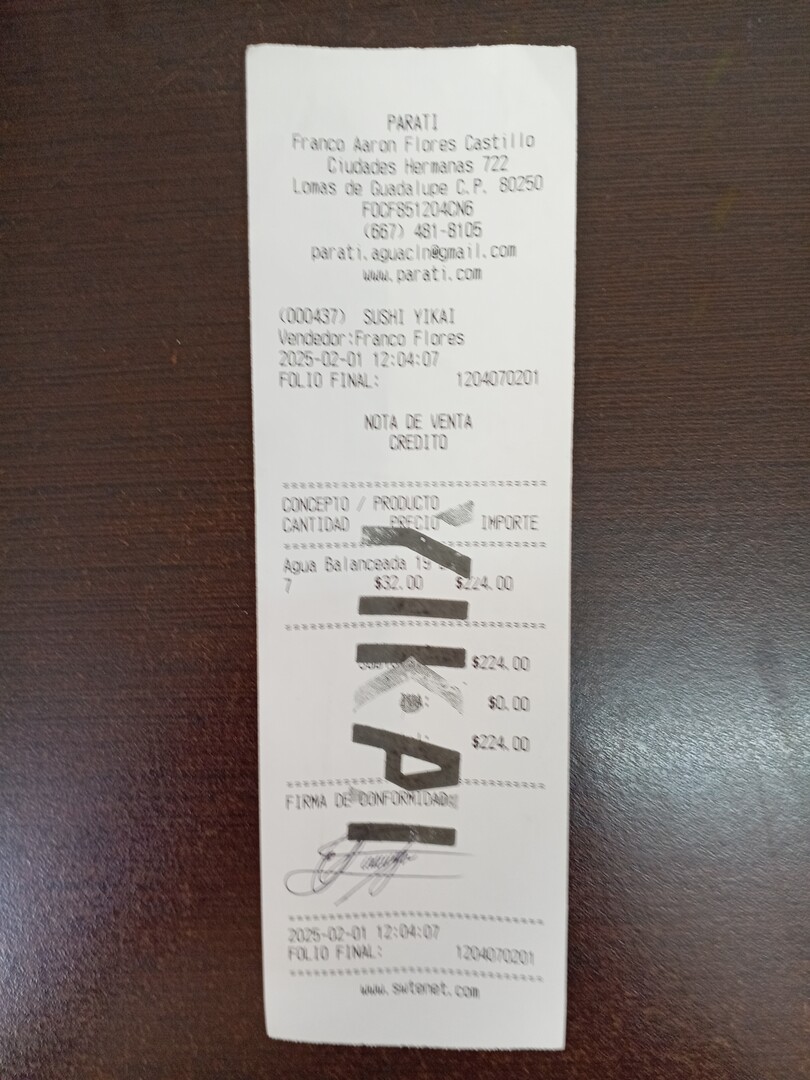 PARATI
Franco Aaron Flores Castillo
Ciudades Hermanas 722
Lomas de Guadalupe C.P. 80250
FOCF851204CN6
(667) 481-8105
parati.aguacln@gmail.com
www.parati.com
(000437) SUSHI YIKAI
Vendedor:Franco Flores
2025-02-01 12:04:07
FOLIO FINAL: 1204070201
NOTA DE VENTA
CREDITO
CONCEPTO / PRODUCTO
CANTIDAD PRECIO IMPORTE
Agua Balanceada 19
7 $32.00 $224.00
$224.00
IVA: $0.00
$224.00
YIKAI
FIRMA DE CONFORMIDAD:
2025-02-01 12:04:07
FOLIO FINAL: 1204070201
www.swtenet.com